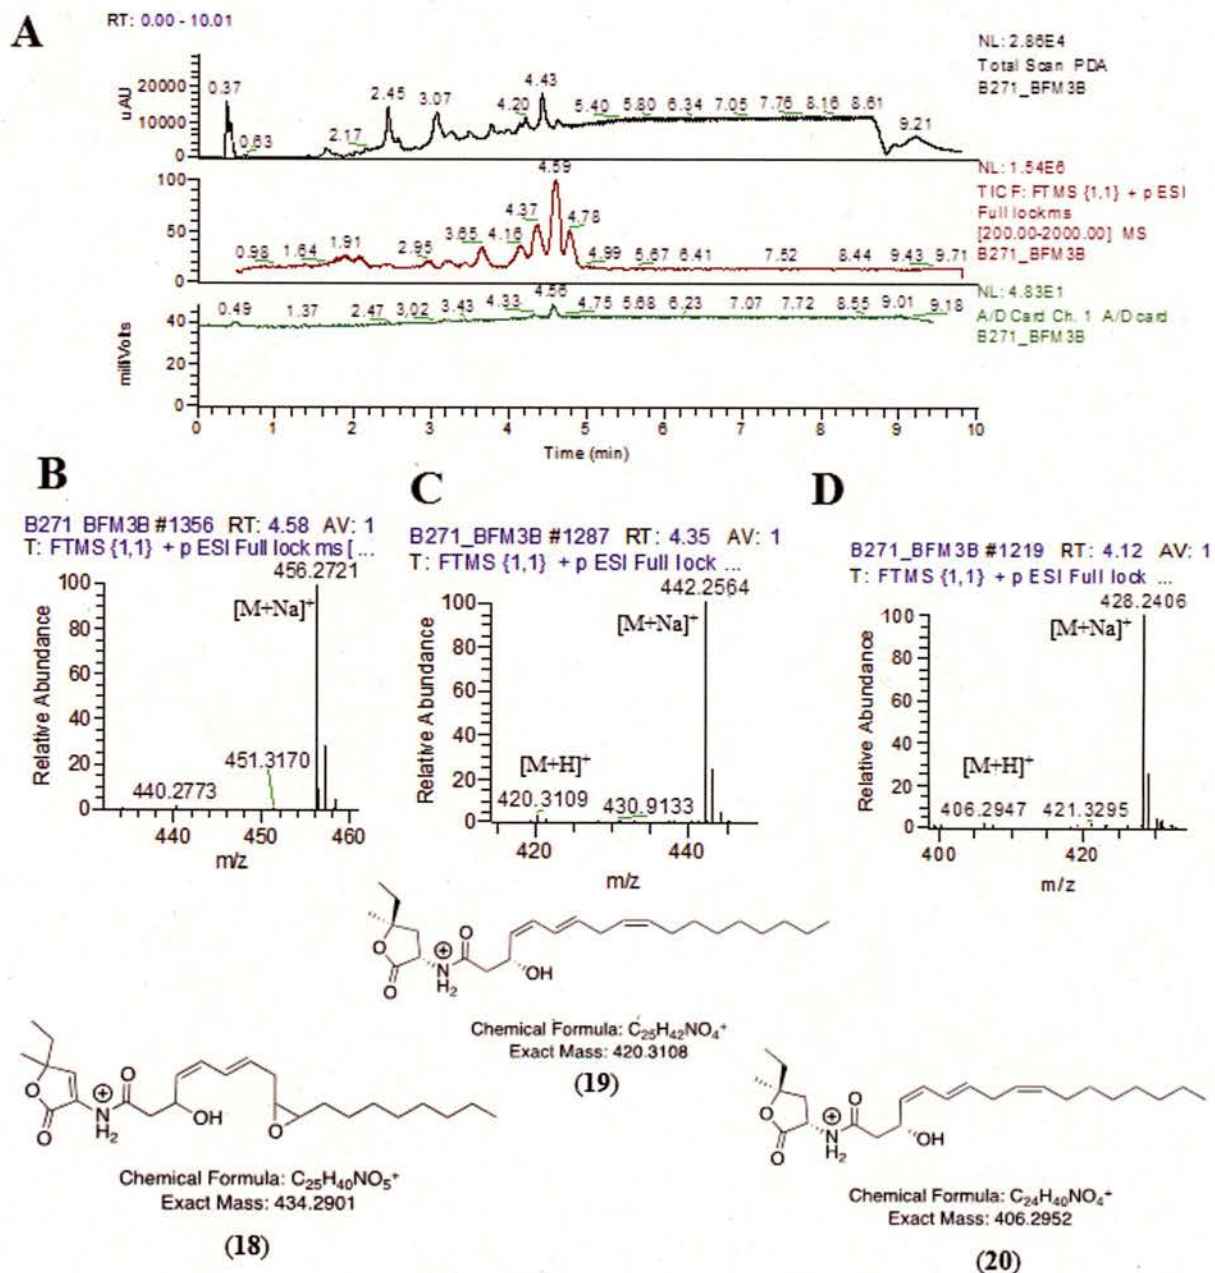 A
RT: 0.00 - 10.01
NL: 2.86E4
Total Scan PDA
B271_BFM3B
uAU
20000
10000
0
0.37
0.63
2.17
2.45
3.07
4.20
4.43
5.40
5.80
6.34
7.05
7.76
8.16
8.61
9.21
NL: 1.54E6
TIC F: FTMS {1,1} + p ESI
Full lock ms
[200.00-2000.00] MS
B271_BFM3B
100
50
0
0.98
1.64
1.91
2.95
3.65
4.16
4.37
4.59
4.78
4.99
5.67
6.41
7.52
8.44
9.43
9.71
NL: 4.83E1
A/D Card Ch. 1 A/D card
B271_BFM3B
milliVolts
40
20
0
0.49
1.37
2.47
3.02
3.43
4.33
4.56
4.75
5.68
6.23
7.07
7.72
8.55
9.01
9.18
0 1 2 3 4 5 6 7 8 9 10
Time (min)
B
B271 BFM3B #1356 RT: 4.58 AV: 1
T: FTMS {1,1} + p ESI Full lock ms [ ...
456.2721
[M+Na]+
451.3170
440.2773
Relative Abundance
100
80
60
40
20
0
440 450 460
m/z
C
B271_BFM3B #1287 RT: 4.35 AV: 1
T: FTMS {1,1} + p ESI Full lock ...
442.2564
[M+Na]+
[M+H]+
420.3109
430.9133
Relative Abundance
100
80
60
40
20
0
420 440
m/z
D
B271_BFM3B #1219 RT: 4.12 AV: 1
T: FTMS {1,1} + p ESI Full lock ...
428.2406
[M+Na]+
[M+H]+
406.2947
421.3295
Relative Abundance
100
80
60
40
20
0
400 420
m/z
O
O
N
H2
O
OH
Chemical Formula: C25H42NO4+
Exact Mass: 420.3108
(19)
O
O
N
H2
O
OH
O
Chemical Formula: C25H40NO5+
Exact Mass: 434.2901
(18)
O
O
N
H2
O
OH
Chemical Formula: C24H40NO4+
Exact Mass: 406.2952
(20)